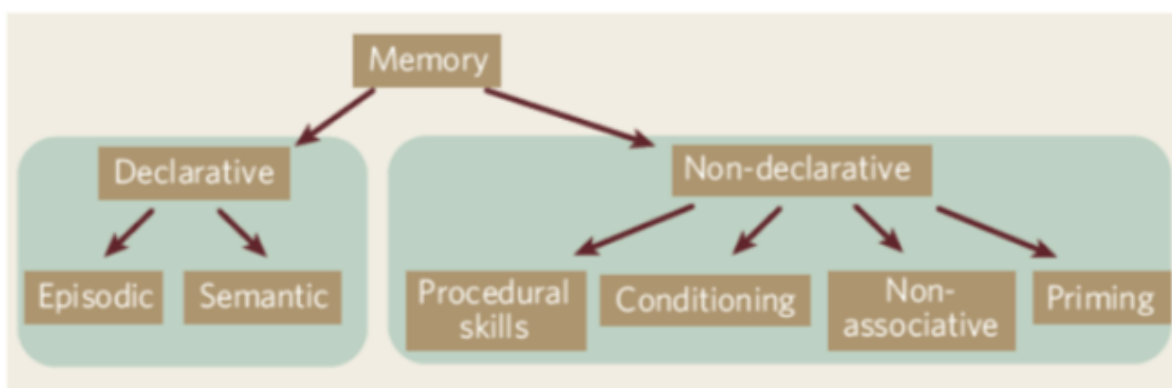 Memory
Declarative
Non-declarative
Episodic
Semantic
Procedural
skills
Conditioning
Non-
associative
Priming